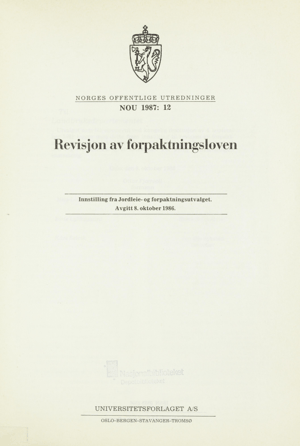 NORGES OFFENTLIGE UTREDNINGER
NOU 1987: 12
Revisjon av forpaktningsloven
Innstilling fra Jordleie- og forpaktningsutvalget.
Avgitt 8. oktober 1986.
UNIVERSITETSFORLAGET A/S
OSLO-BERGEN-STAVANGER-TROMSØ